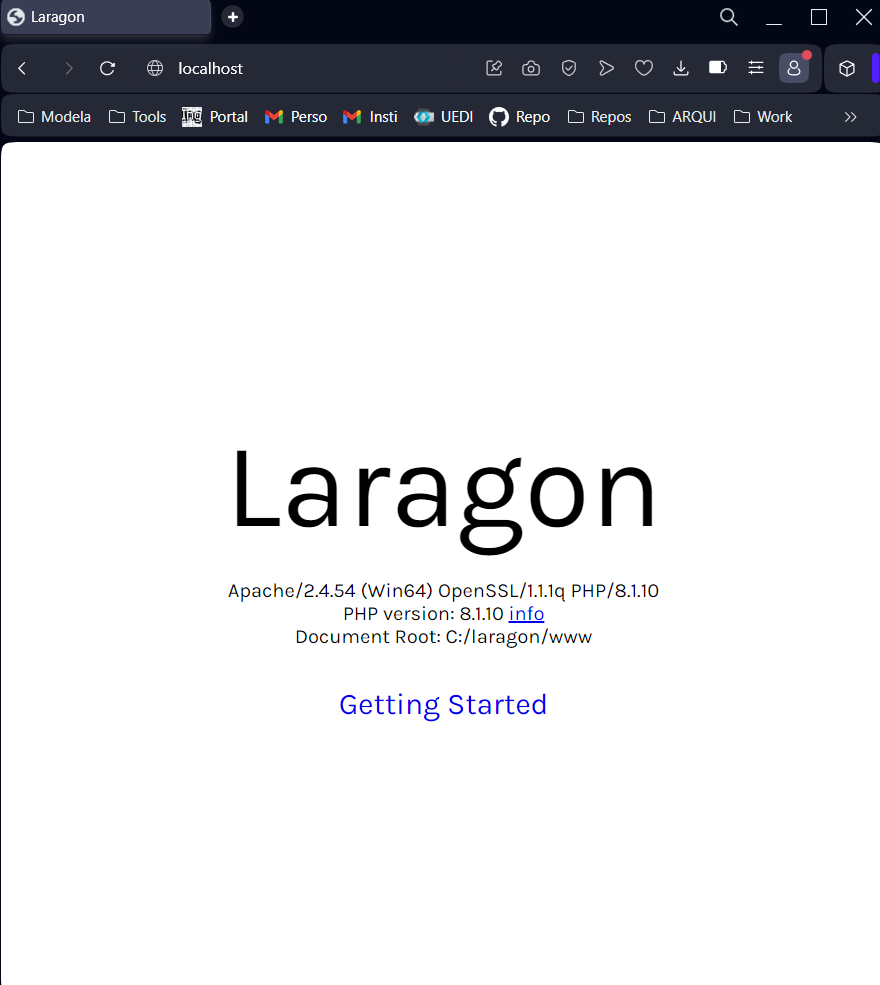 Laragon
localhost
Modela Tools Portal Perso Insti UEDI Repo Repos ARQUI Work
Laragon
Apache/2.4.54 (Win64) OpenSSL/1.1.1q PHP/8.1.10
PHP version: 8.1.10 info
Document Root: C:/laragon/www
Getting Started